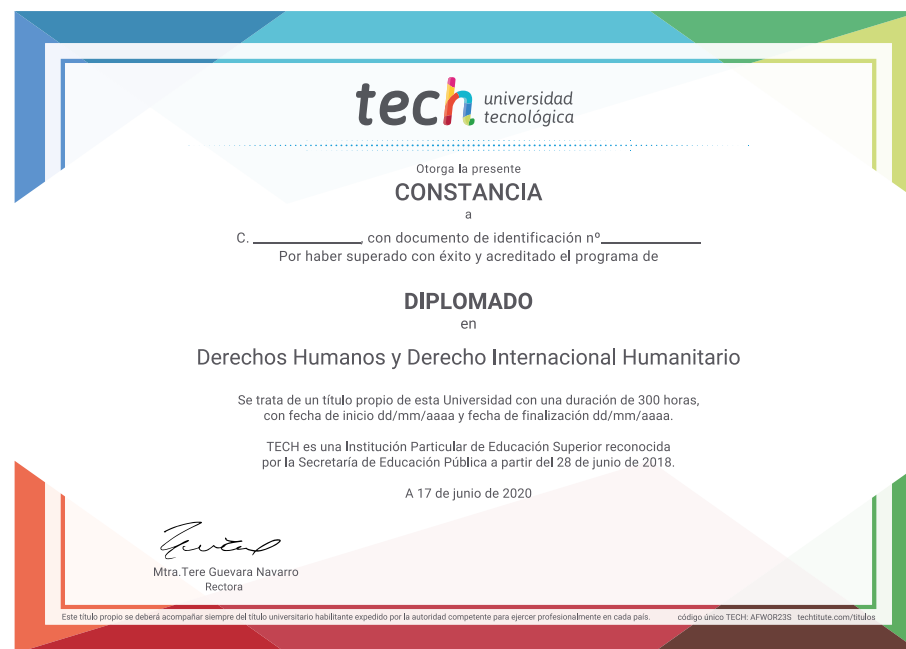 tech universidad
tecnológica
Otorga la presente
CONSTANCIA
a
C. ____________, con documento de identificación nº____________
Por haber superado con éxito y acreditado el programa de
DIPLOMADO
en
Derechos Humanos y Derecho Internacional Humanitario
Se trata de un título propio de esta Universidad con una duración de 300 horas,
con fecha de inicio dd/mm/aaaa y fecha de finalización dd/mm/aaaa.
TECH es una Institución Particular de Educación Superior reconocida
por la Secretaría de Educación Pública a partir del 28 de junio de 2018.
A 17 de junio de 2020
Mtra.Tere Guevara Navarro
Rectora
Este título propio se deberá acompañar siempre del título universitario habilitante expedido por la autoridad competente para ejercer profesionalmente en cada país. código único TECH: AFWOR23S techtitute.com/titulos